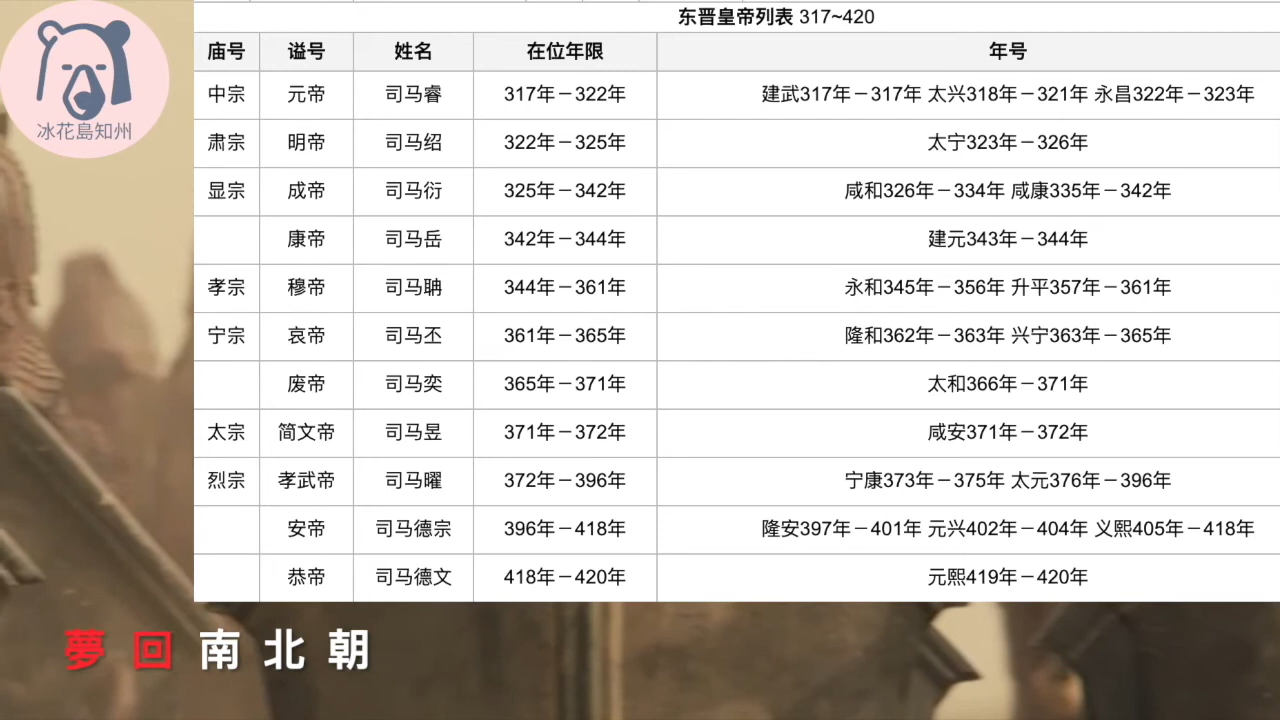 东晋皇帝列表 317~420
庙号 谥号 姓名 在位年限 年号
中宗 元帝 司马睿 317年－322年 建武317年－317年 太兴318年－321年 永昌322年－323年
肃宗 明帝 司马绍 322年－325年 太宁323年－326年
显宗 成帝 司马衍 325年－342年 咸和326年－334年 咸康335年－342年
康帝 司马岳 342年－344年 建元343年－344年
孝宗 穆帝 司马聃 344年－361年 永和345年－356年 升平357年－361年
宁宗 哀帝 司马丕 361年－365年 隆和362年－363年 兴宁363年－365年
废帝 司马奕 365年－371年 太和366年－371年
太宗 简文帝 司马昱 371年－372年 咸安371年－372年
烈宗 孝武帝 司马曜 372年－396年 宁康373年－375年 太元376年－396年
安帝 司马德宗 396年－418年 隆安397年－401年 元兴402年－404年 义熙405年－418年
恭帝 司马德文 418年－420年 元熙419年－420年
冰花島知州
夢回南北朝